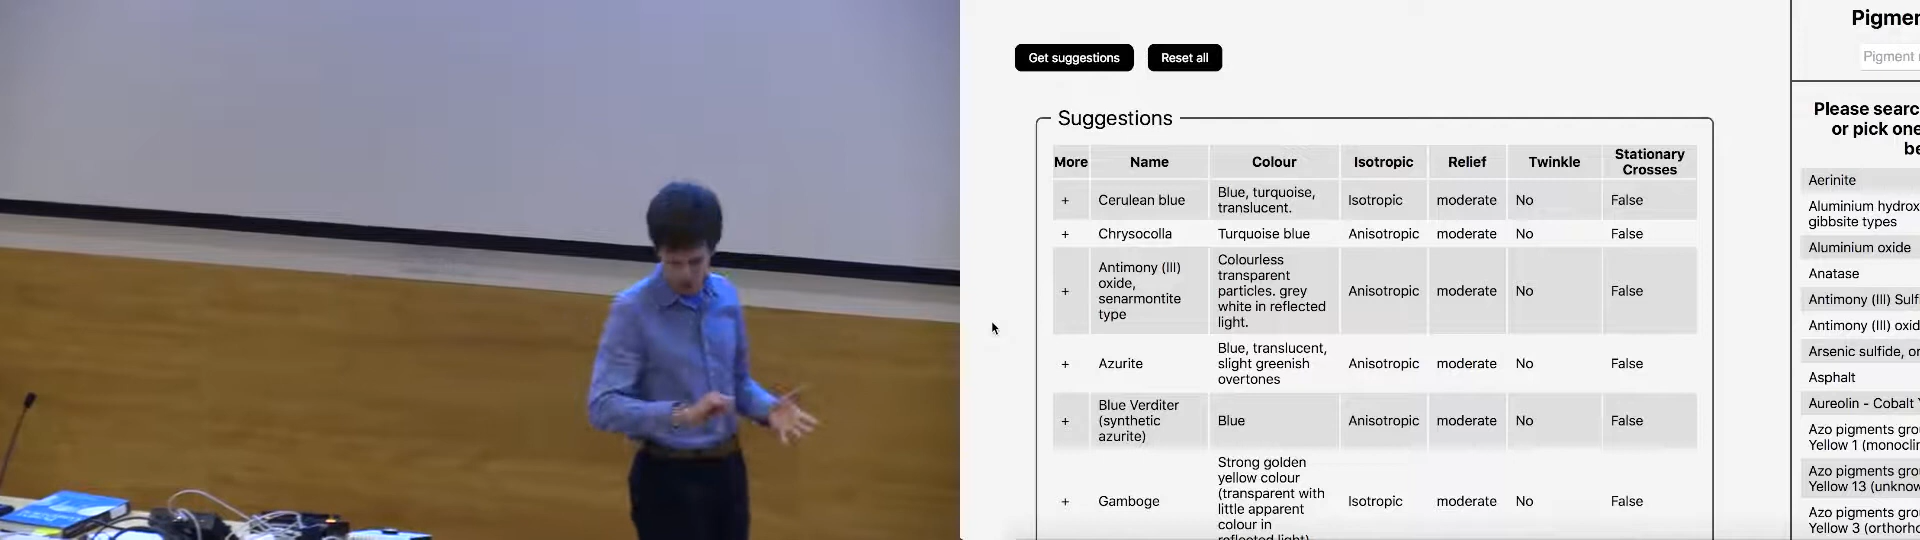 Get suggestions
Reset all
Suggestions
More Name Colour Isotropic Relief Twinkle Stationary Crosses
+ Cerulean blue Blue, turquoise, translucent. Isotropic moderate No False
+ Chrysocolla Turquoise blue Anisotropic moderate No False
+ Antimony (III) oxide, senarmontite type Colourless transparent particles. grey white in reflected light. Anisotropic moderate No False
+ Azurite Blue, translucent, slight greenish overtones Anisotropic moderate No False
+ Blue Verditer (synthetic azurite) Blue Anisotropic moderate No False
+ Gamboge Strong golden yellow colour (transparent with little apparent colour in reflected light) Isotropic moderate No False
Pigmen
Pigment
Please searc
or pick one
be
Aerinite
Aluminium hydrox
gibbsite types
Aluminium oxide
Anatase
Antimony (III) Sulf
Antimony (III) oxid
Arsenic sulfide, or
Asphalt
Aureolin - Cobalt
Azo pigments grou
Yellow 1 (monoclin
Azo pigments grou
Yellow 13 (unknow
Azo pigments grou
Yellow 3 (orthorho